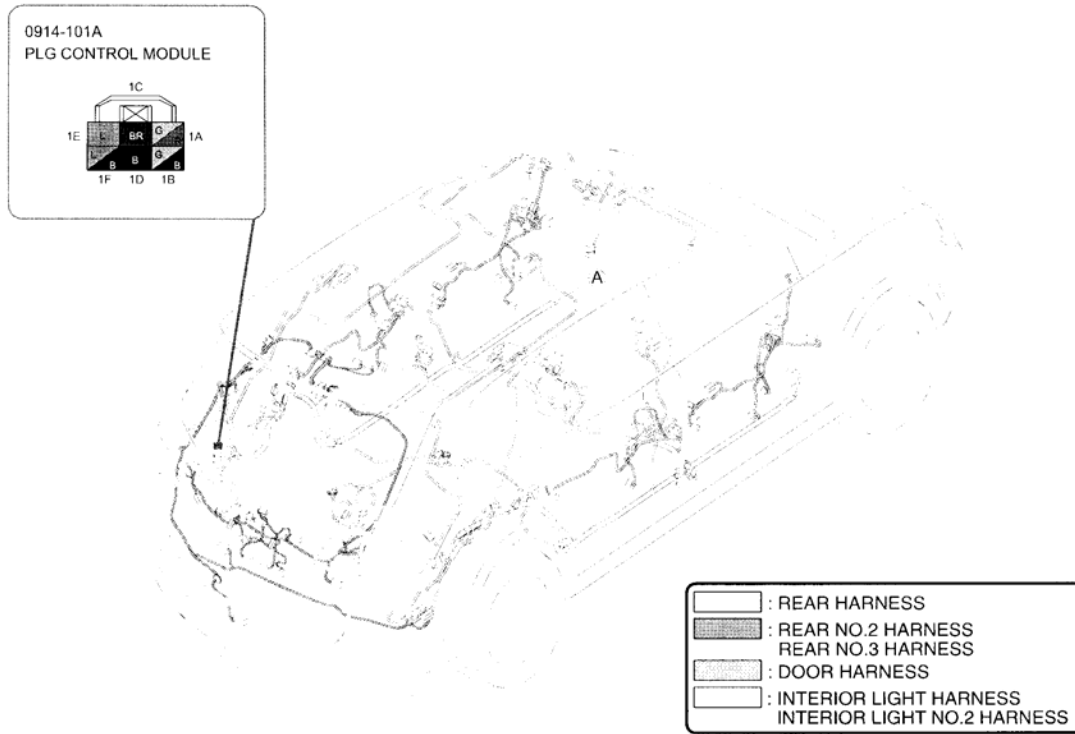 0914-101A
PLG CONTROL MODULE
1C
1E L BR G 1A
L B B G B
1F 1D 1B
A
: REAR HARNESS
: REAR NO.2 HARNESS
REAR NO.3 HARNESS
: DOOR HARNESS
: INTERIOR LIGHT HARNESS
INTERIOR LIGHT NO.2 HARNESS